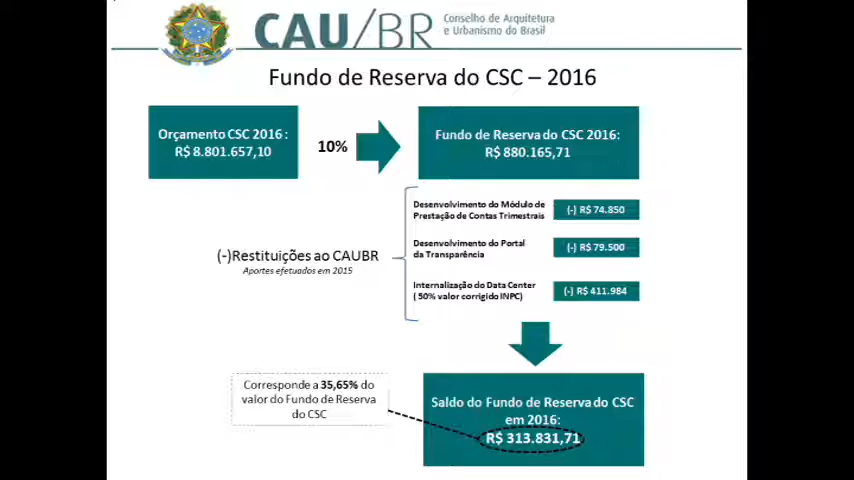 CAU/BR
Conselho de Arquitetura
e Urbanismo do Brasil
Fundo de Reserva do CSC – 2016
Orçamento CSC 2016 :
R$ 8.801.657,10
10%
Fundo de Reserva do CSC 2016:
R$ 880.165,71
(-)Restituições ao CAUBR
Aportes efetuados em 2015
Desenvolvimento do Módulo de
Prestação de Contas Trimestrais
(-) R$ 74.850
Desenvolvimento do Portal
da Transparência
(-) R$ 79.500
Internalização do Data Center
( 50% valor corrigido INPC)
(-) R$ 411.984
Corresponde a 35,65% do
valor do Fundo de Reserva
do CSC
Saldo do Fundo de Reserva do CSC
em 2016:
R$ 313.831,71